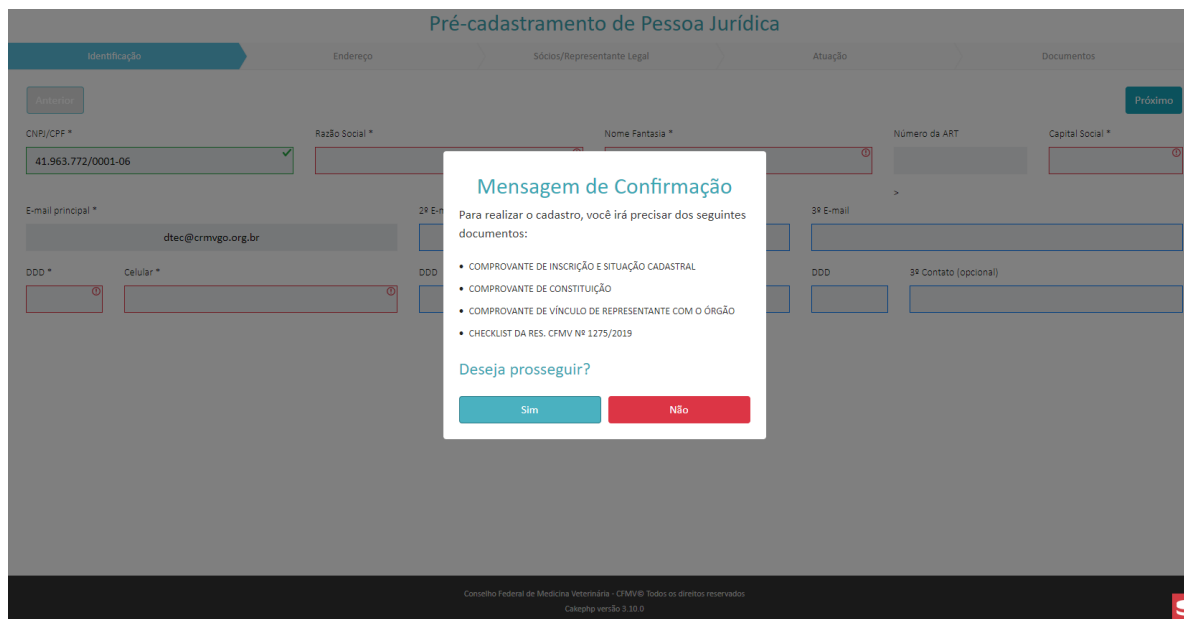 Pré-cadastramento de Pessoa Jurídica
Identificação
Endereço
Sócios/Representante Legal
Atuação
Documentos
Anterior
Próximo
CNPJ/CPF *
Razão Social *
Nome Fantasia *
Número da ART
Capital Social *
41.963.772/0001-06
>
E-mail principal *
2º E-
3º E-mail
dtec@crmvgo.org.br
DDD *
Celular *
DDD
DDD
3º Contato (opcional)
Mensagem de Confirmação
Para realizar o cadastro, você irá precisar dos seguintes
documentos:
• COMPROVANTE DE INSCRIÇÃO E SITUAÇÃO CADASTRAL
• COMPROVANTE DE CONSTITUIÇÃO
• COMPROVANTE DE VÍNCULO DE REPRESENTANTE COM O ÓRGÃO
• CHECKLIST DA RES. CFMV Nº 1275/2019
Deseja prosseguir?
Sim
Não
Conselho Federal de Medicina Veterinária - CFMV® Todos os direitos reservados
Cakephp versão 3.10.0